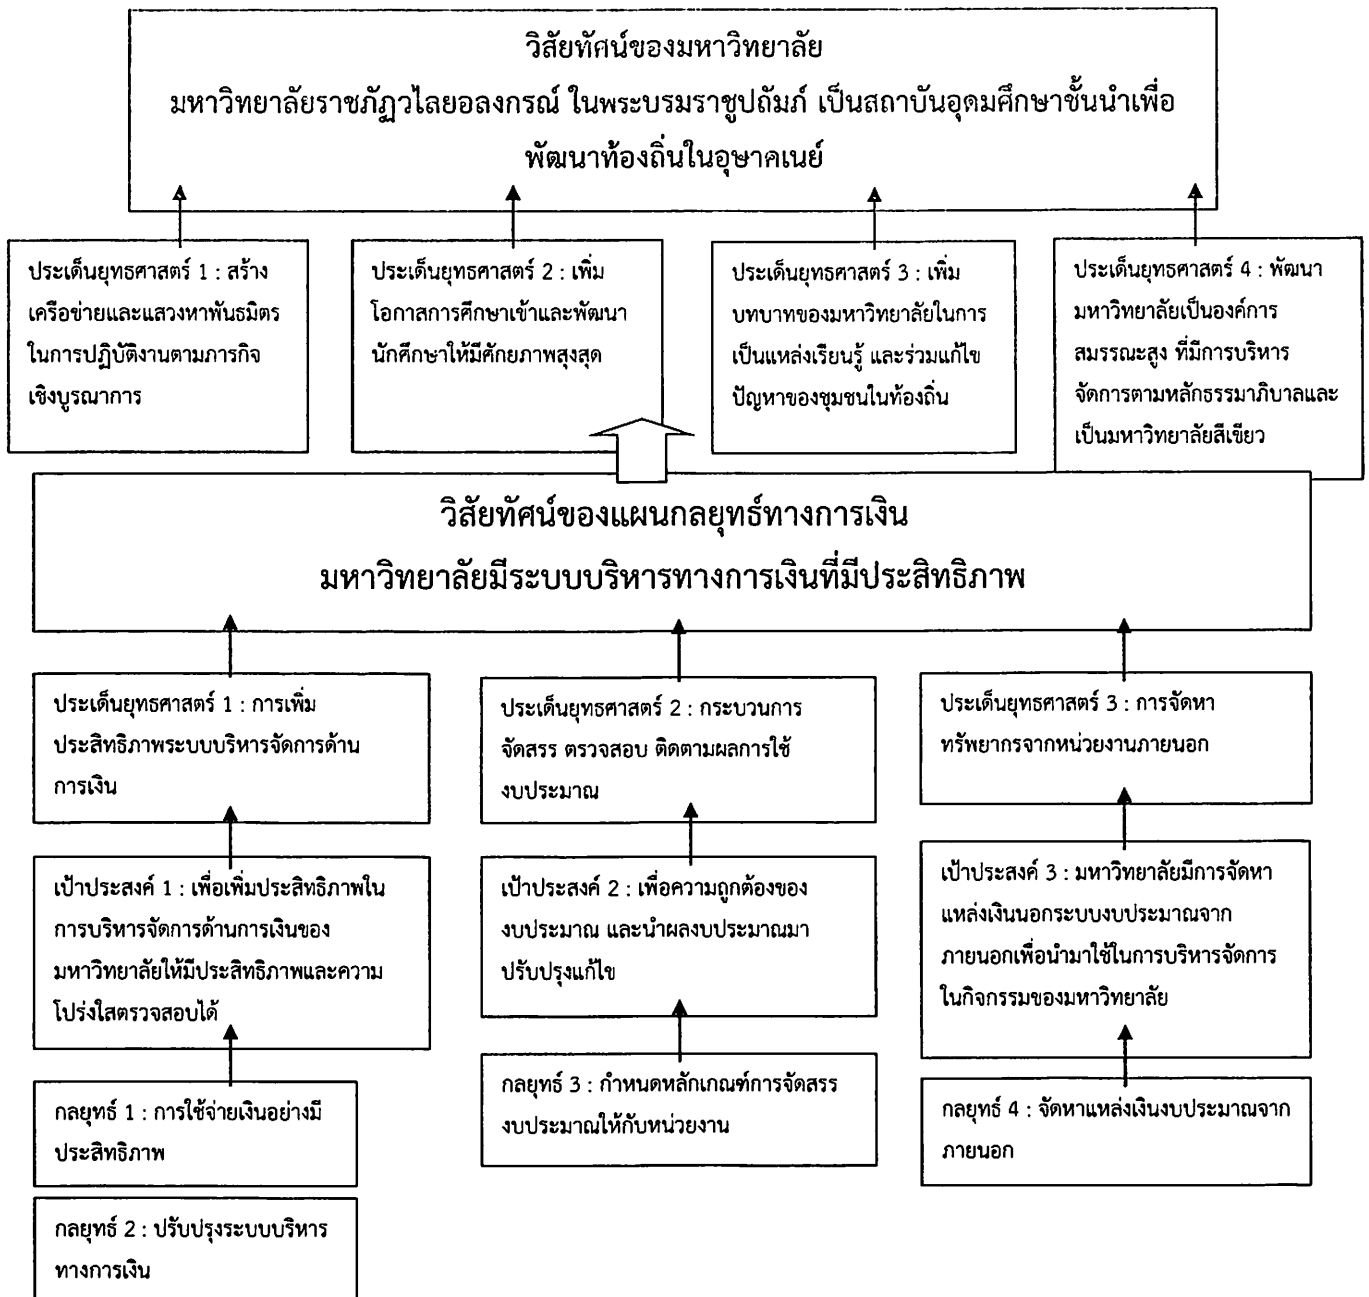 วิสัยทัศน์ของมหาวิทยาลัย
มหาวิทยาลัยราชภัฏวไลยอลงกรณ์ ในพระบรมราชูปถัมภ์ เป็นสถาบันอุดมศึกษาชั้นนำเพื่อ
พัฒนาท้องถิ่นในอุษาคเนย์
ประเด็นยุทธศาสตร์ 1 : สร้าง
เครือข่ายและแสวงหาพันธมิตร
ในการปฏิบัติงานตามภารกิจ
เชิงบูรณาการ
ประเด็นยุทธศาสตร์ 2 : เพิ่ม
โอกาสการศึกษาเข้าและพัฒนา
นักศึกษาให้มีศักยภาพสูงสุด
ประเด็นยุทธศาสตร์ 3 : เพิ่ม
บทบาทของมหาวิทยาลัยในการ
เป็นแหล่งเรียนรู้ และร่วมแก้ไข
ปัญหาของชุมชนในท้องถิ่น
ประเด็นยุทธศาสตร์ 4 : พัฒนา
มหาวิทยาลัยเป็นองค์การ
สมรรณะสูง ที่มีการบริหาร
จัดการตามหลักธรรมาภิบาลและ
เป็นมหาวิทยาลัยสีเขียว
วิสัยทัศน์ของแผนกลยุทธ์ทางการเงิน
มหาวิทยาลัยมีระบบบริหารทางการเงินที่มีประสิทธิภาพ
ประเด็นยุทธศาสตร์ 1 : การเพิ่ม
ประสิทธิภาพระบบบริหารจัดการด้าน
การเงิน
ประเด็นยุทธศาสตร์ 2 : กระบวนการ
จัดสรร ตรวจสอบ ติดตามผลการใช้
งบประมาณ
ประเด็นยุทธศาสตร์ 3 : การจัดหา
ทรัพยากรจากหน่วยงานภายนอก
เป้าประสงค์ 1 : เพื่อเพิ่มประสิทธิภาพใน
การบริหารจัดการด้านการเงินของ
มหาวิทยาลัยให้มีประสิทธิภาพและความ
โปร่งใสตรวจสอบได้
เป้าประสงค์ 2 : เพื่อความถูกต้องของ
งบประมาณ และนำผลงบประมาณมา
ปรับปรุงแก้ไข
เป้าประสงค์ 3 : มหาวิทยาลัยมีการจัดหา
แหล่งเงินนอกระบบงบประมาณจาก
ภายนอกเพื่อนำมาใช้ในการบริหารจัดการ
ในกิจกรรมของมหาวิทยาลัย
กลยุทธ์ 1 : การใช้จ่ายเงินอย่างมี
ประสิทธิภาพ
กลยุทธ์ 3 : กำหนดหลักเกณฑ์การจัดสรร
งบประมาณให้กับหน่วยงาน
กลยุทธ์ 4 : จัดหาแหล่งเงินงบประมาณจาก
ภายนอก
กลยุทธ์ 2 : ปรับปรุงระบบบริหาร
ทางการเงิน